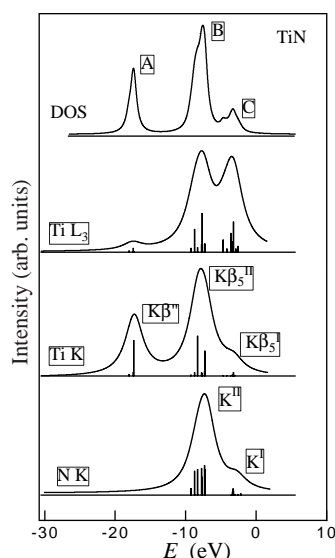 TiN
B
A
C
DOS
Ti L₃
Kβ₅ᴵᴵ
Kβ"
Kβ₅ᴵ
Ti K
Kᴵᴵ
Kᴵ
N K
Intensity (arb. units)
-30 -20 -10 0 10
E (eV)